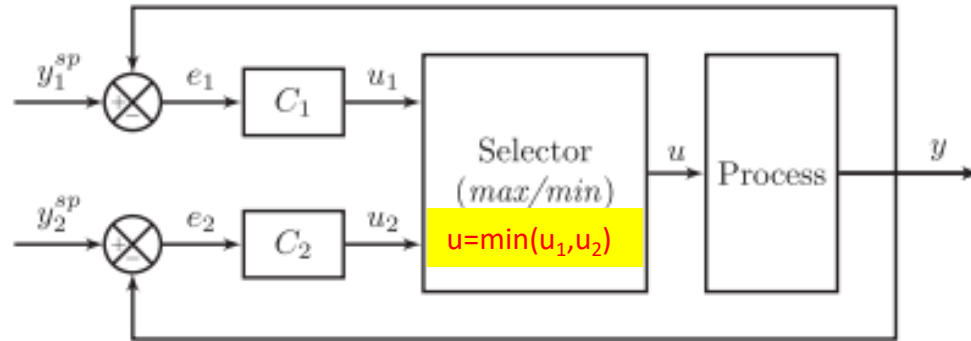 y₁ˢᵖ
e₁
C₁
u₁
+
−
Selector
(max/min)
u=min(u₁,u₂)
u
Process
y
y₂ˢᵖ
e₂
C₂
u₂
+
−